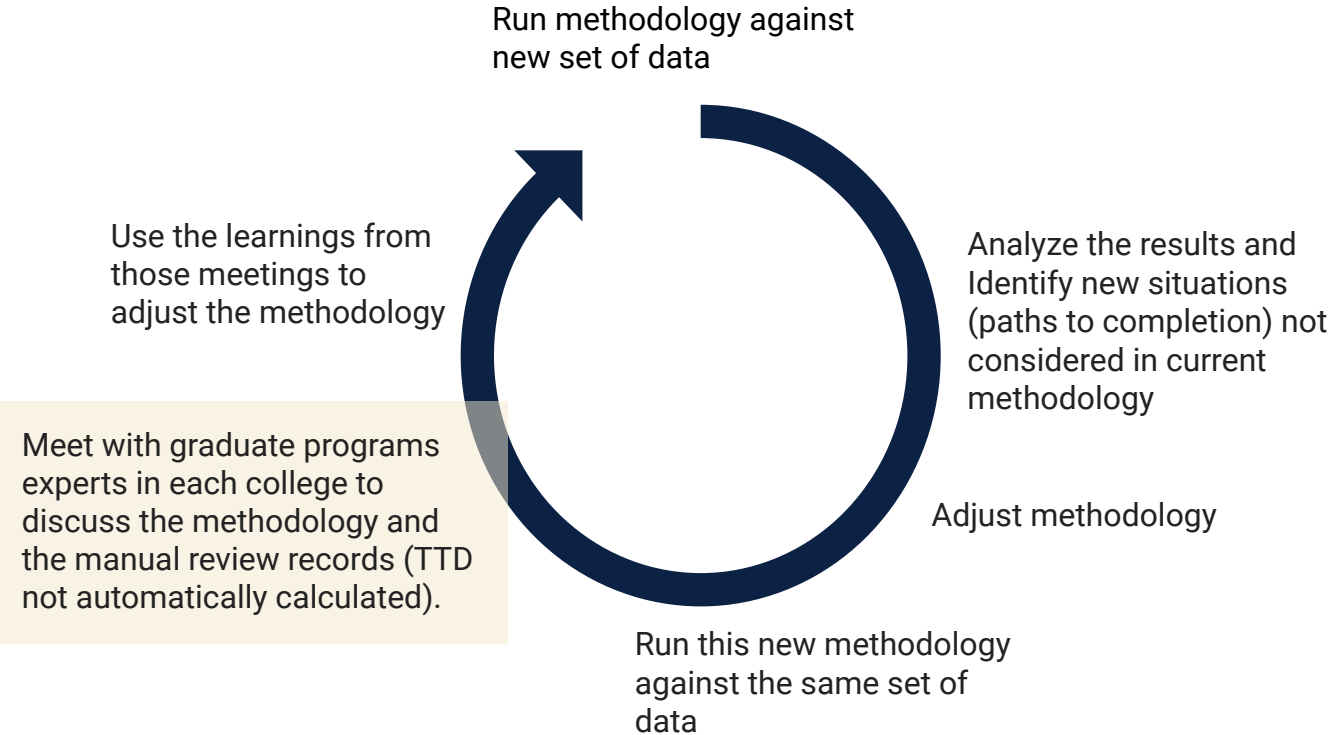 Run methodology against
new set of data
Analyze the results and
Identify new situations
(paths to completion) not
considered in current
methodology
Adjust methodology
Run this new methodology
against the same set of
data
Meet with graduate programs
experts in each college to
discuss the methodology and
the manual review records (TTD
not automatically calculated).
Use the learnings from
those meetings to
adjust the methodology